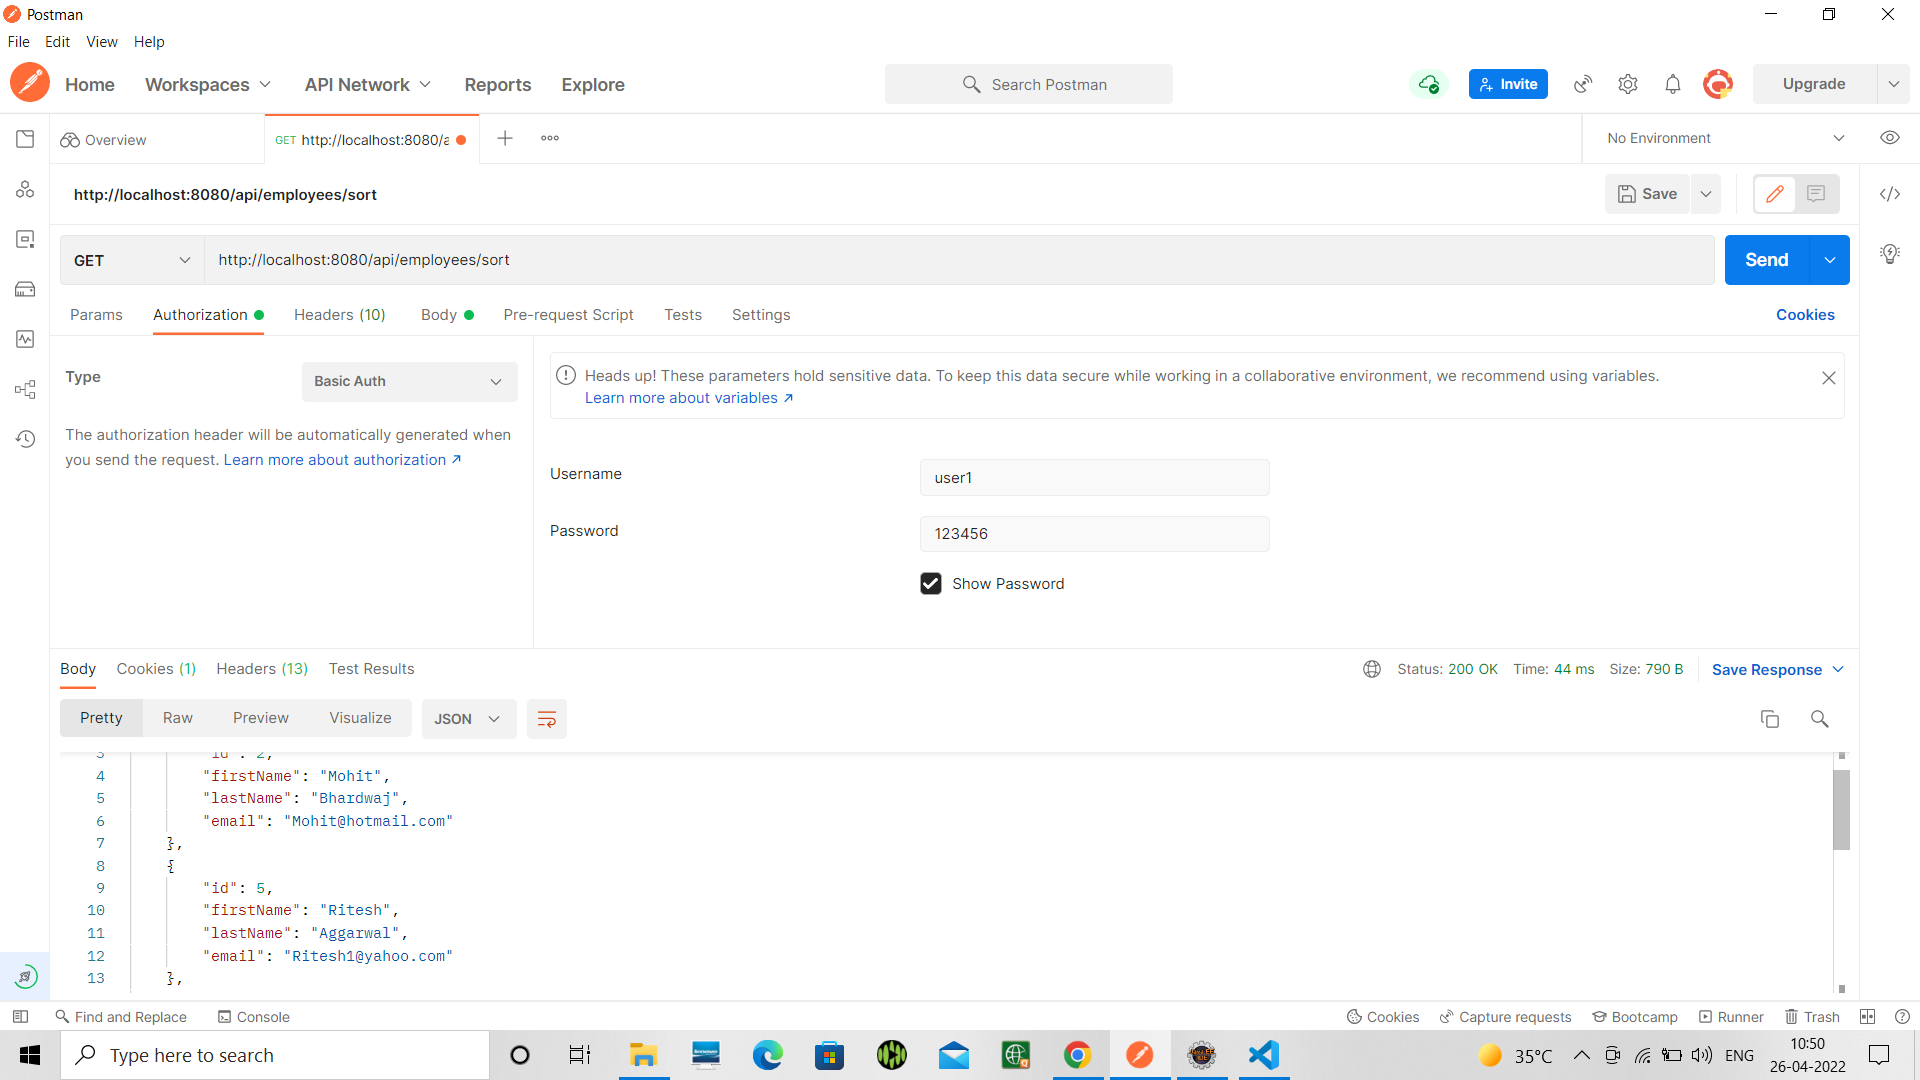 Postman
File Edit View Help
Home Workspaces API Network Reports Explore Search Postman Invite Upgrade
Overview GET http://localhost:8080/a No Environment
http://localhost:8080/api/employees/sort Save
GET http://localhost:8080/api/employees/sort Send
Params Authorization Headers (10) Body Pre-request Script Tests Settings Cookies
Type Basic Auth
The authorization header will be automatically generated when
you send the request. Learn more about authorization ↗
Heads up! These parameters hold sensitive data. To keep this data secure while working in a collaborative environment, we recommend using variables.
Learn more about variables ↗
Username user1
Password 123456
Show Password
Body Cookies (1) Headers (13) Test Results Status: 200 OK Time: 44 ms Size: 790 B Save Response
Pretty Raw Preview Visualize JSON
3 "id": 2,
4 "firstName": "Mohit",
5 "lastName": "Bhardwaj",
6 "email": "Mohit@hotmail.com"
7 },
8 {
9 "id": 5,
10 "firstName": "Ritesh",
11 "lastName": "Aggarwal",
12 "email": "Ritesh1@yahoo.com"
13 },
Find and Replace Console Cookies Capture requests Bootcamp Runner Trash
Type here to search 35°C ENG 10:50
26-04-2022